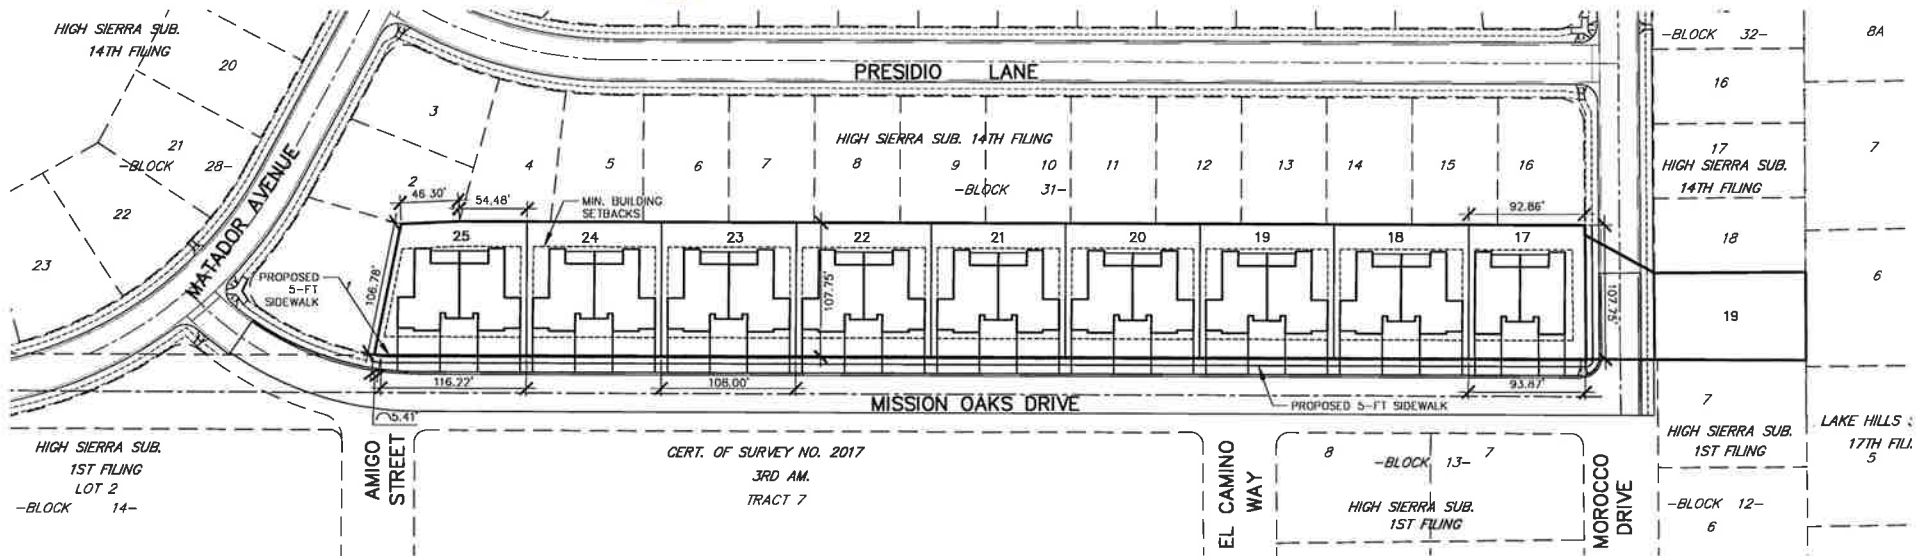 HIGH SIERRA SUB.
14TH FILING
20
21
-BLOCK 28-
22
23
MATADOR AVENUE
PRESIDIO LANE
-BLOCK 32-
8A
16
17
HIGH SIERRA SUB.
14TH FILING
7
18
6
19
3
2
4
5
6
7
8
9
10
11
12
13
14
15
16
HIGH SIERRA SUB. 14TH FILING
-BLOCK 31-
46.30'
54.48'
MIN. BUILDING
SETBACKS
92.86'
25
24
23
22
21
20
19
18
17
PROPOSED
5-FT
SIDEWALK
1
106.78'
107.75'
107.75'
116.22'
108.00'
93.87'
5.41'
MISSION OAKS DRIVE
PROPOSED 5-FT SIDEWALK
HIGH SIERRA SUB.
1ST FILING
LOT 2
-BLOCK 14-
AMIGO
STREET
CERT. OF SURVEY NO. 2017
3RD AM.
TRACT 7
EL CAMINO
WAY
8
7
-BLOCK 13-
HIGH SIERRA SUB.
1ST FILING
MOROCCO
DRIVE
7
HIGH SIERRA SUB.
1ST FILING
-BLOCK 12-
6
LAKE HILLS
17TH FIL
5